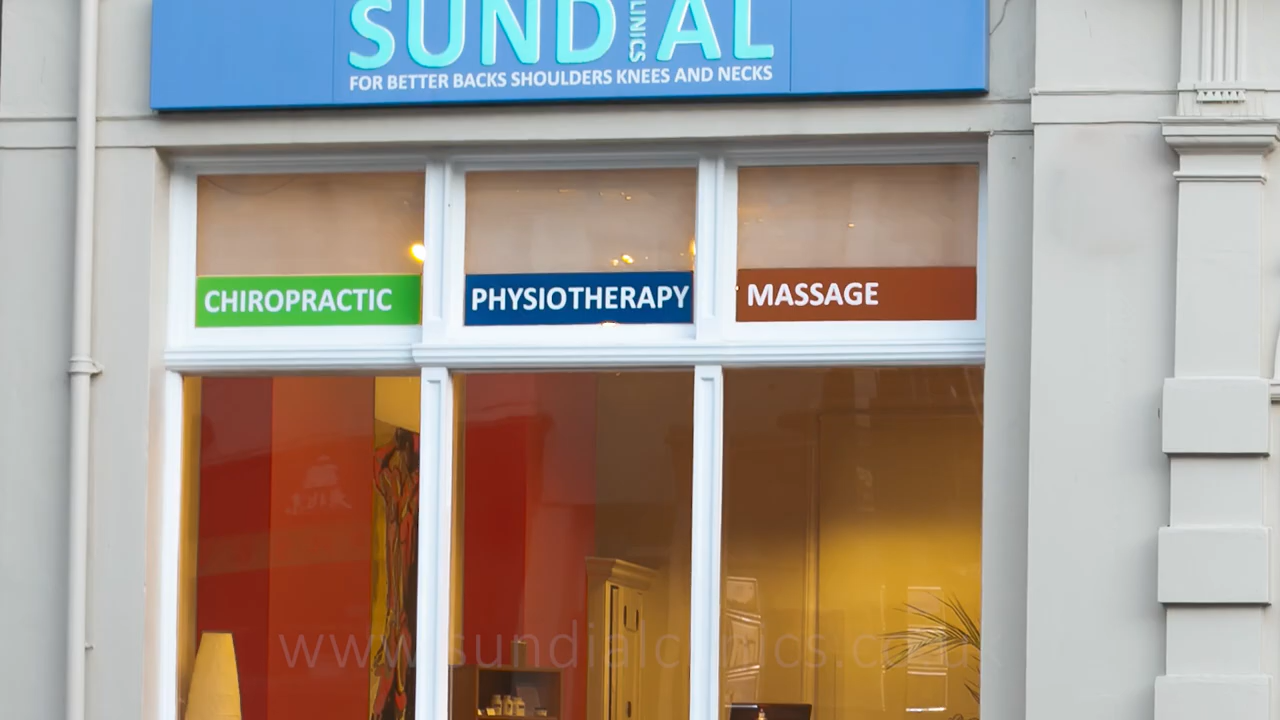 SUNDIAL
CLINICS
FOR BETTER BACKS SHOULDERS KNEES AND NECKS
CHIROPRACTIC
PHYSIOTHERAPY
MASSAGE
www.sundialclinics.co.uk